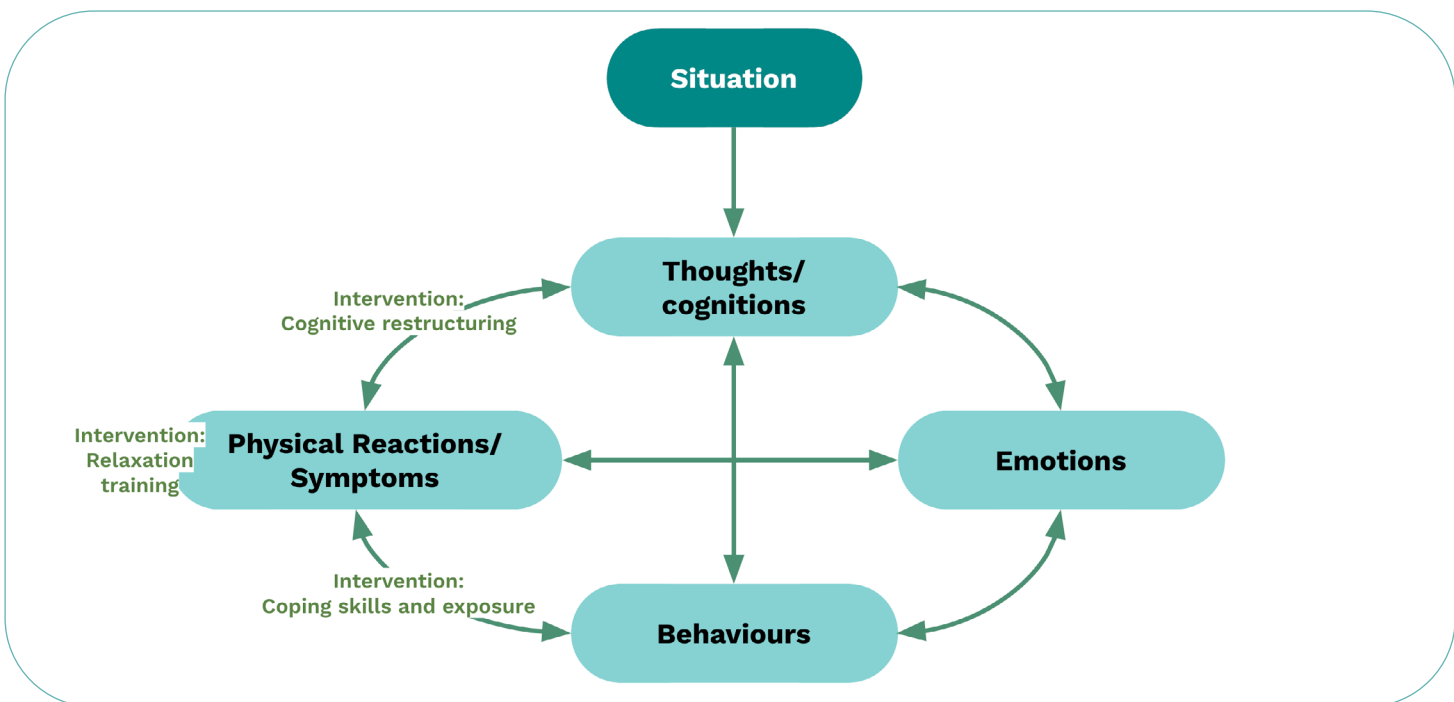 Situation
Thoughts/
cognitions
Intervention:
Cognitive restructuring
Intervention:
Relaxation
training
Physical Reactions/
Symptoms
Emotions
Intervention:
Coping skills and exposure
Behaviours